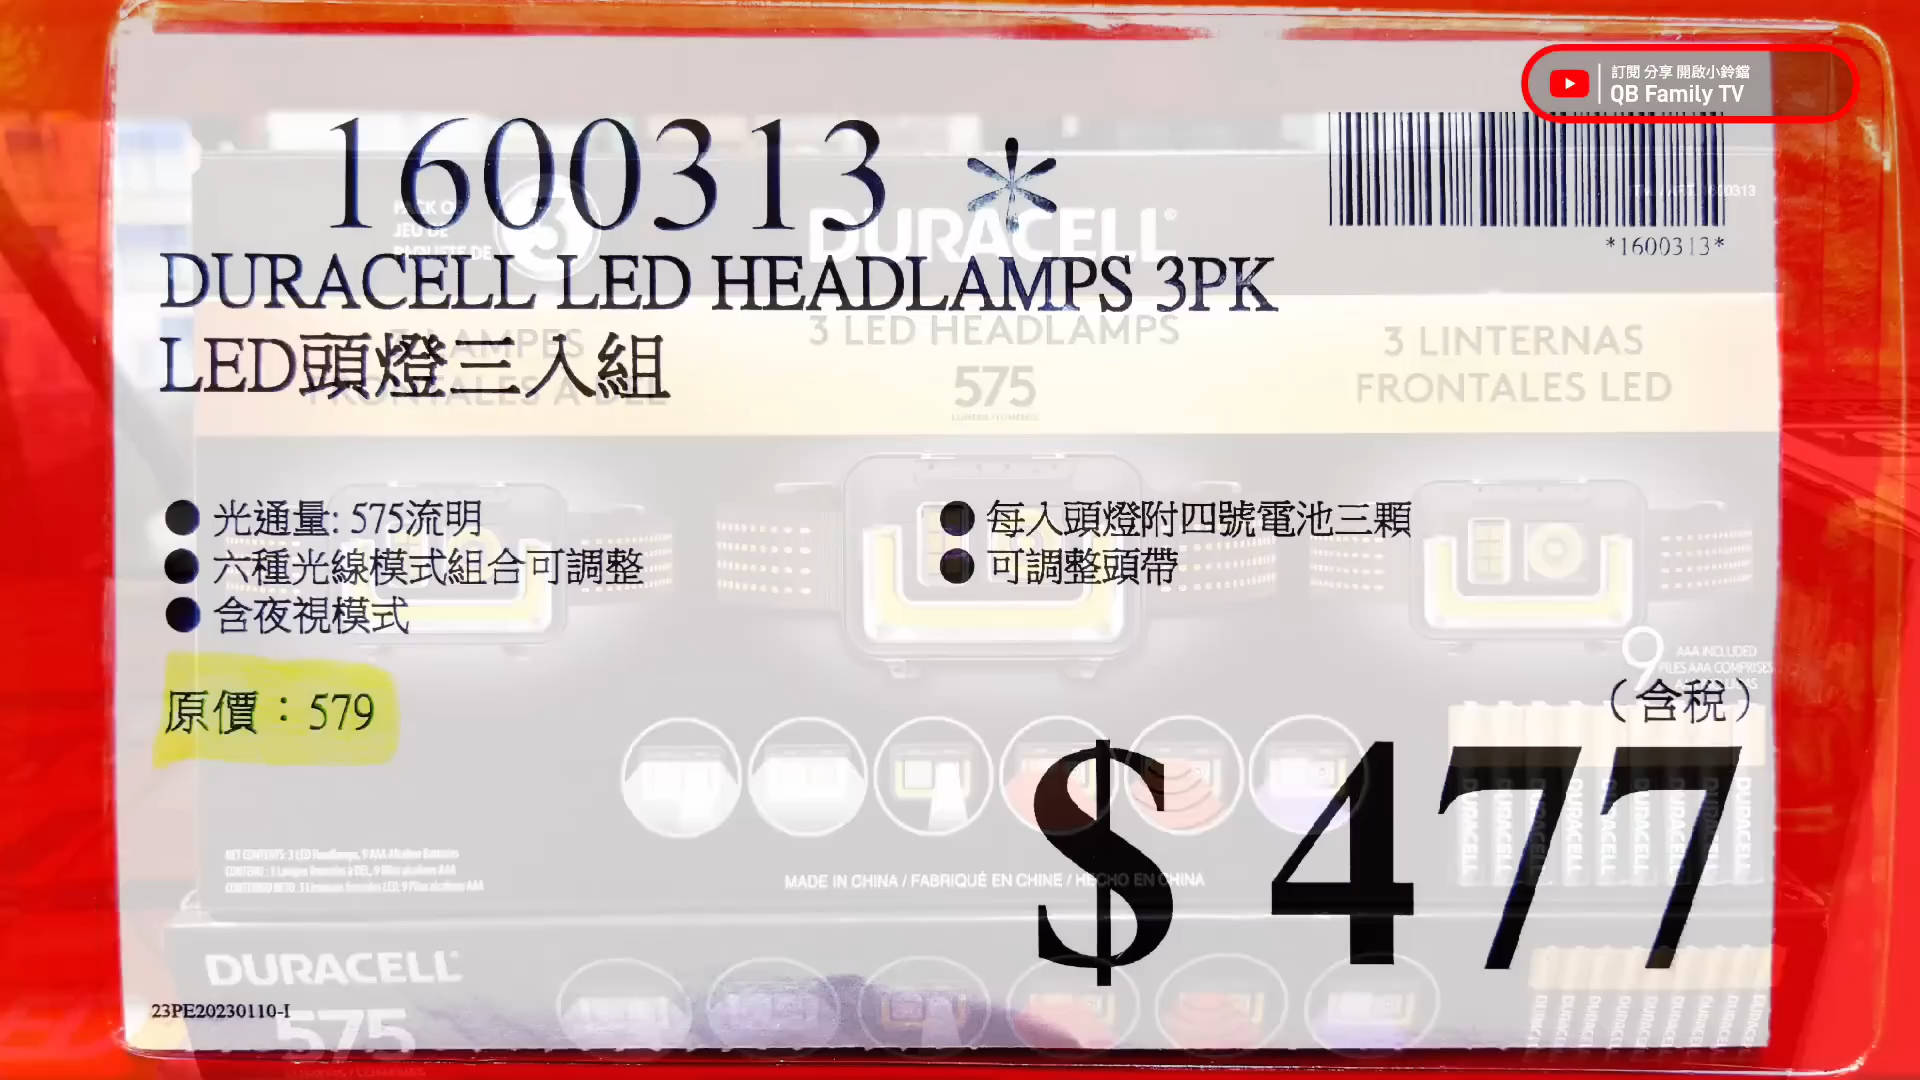 訂閱 分享 開啟小鈴鐺
QB Family TV
1600313 *
*1600313*
DURACELL LED HEADLAMPS 3PK
LED頭燈三入組
光通量: 575流明
六種光線模式組合可調整
含夜視模式
每入頭燈附四號電池三顆
可調整頭帶
原價：579
（含稅）
$ 477
23PE20230110-I
3
DURACELL
3 LED HEADLAMPS
575
3 LINTERNAS
FRONTALES LED
9 AAA INCLUDED
MADE IN CHINA / FABRIQUÉ EN CHINE / HECHO EN CHINA
DURACELL
575